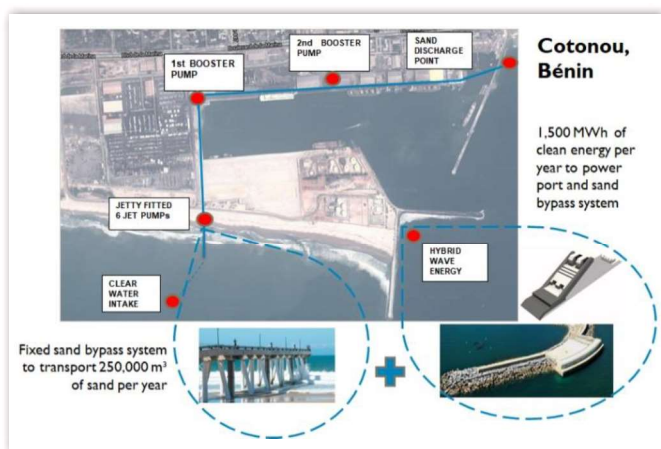 Cotonou,
Bénin
1,500 MWh of
clean energy per
year to power
port and sand
bypass system
1st BOOSTER
PUMP
2nd BOOSTER
PUMP
SAND
DISCHARGE
POINT
JETTY FITTED
6 JET PUMPs
CLEAR
WATER
INTAKE
HYBRID
WAVE
ENERGY
Fixed sand bypass system
to transport 250,000 m³
of sand per year